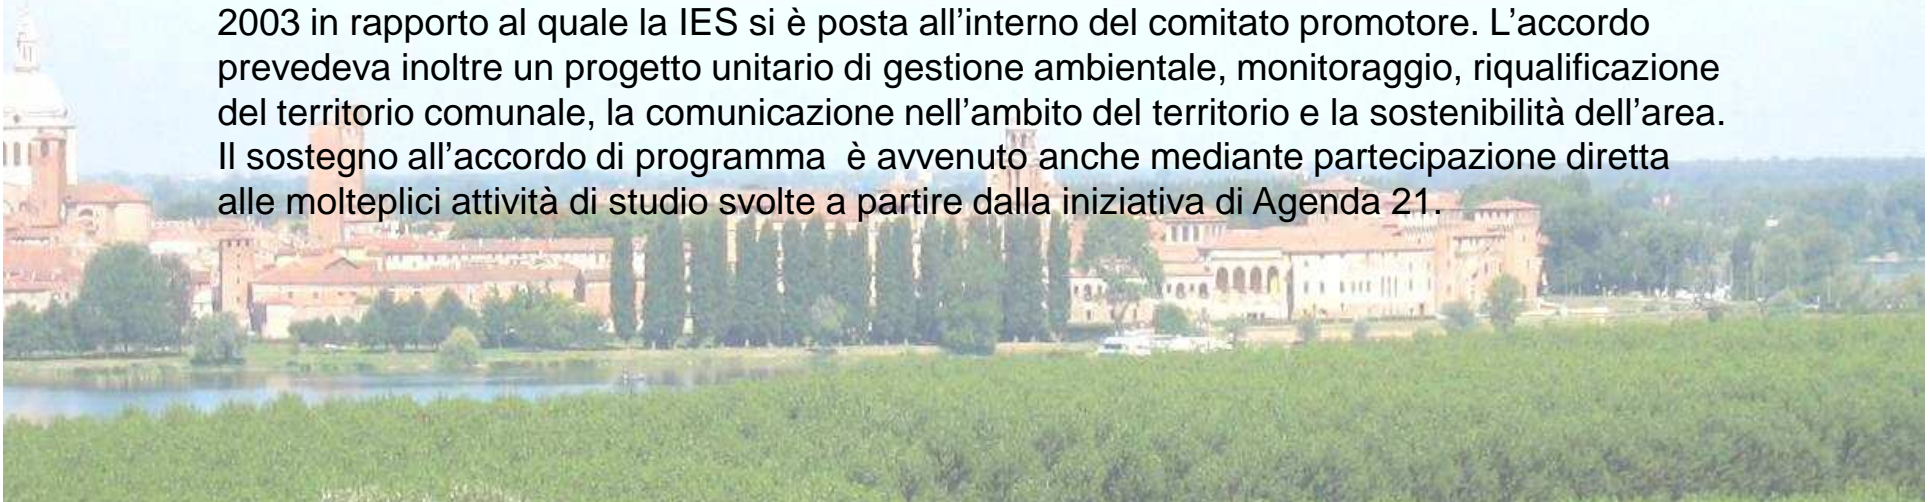 2003 in rapporto al quale la IES si è posta all’interno del comitato promotore. L’accordo
prevedeva inoltre un progetto unitario di gestione ambientale, monitoraggio, riqualificazione
del territorio comunale, la comunicazione nell’ambito del territorio e la sostenibilità dell’area.
Il sostegno all’accordo di programma  è avvenuto anche mediante partecipazione diretta
alle molteplici attività di studio svolte a partire dalla iniziativa di Agenda 21.